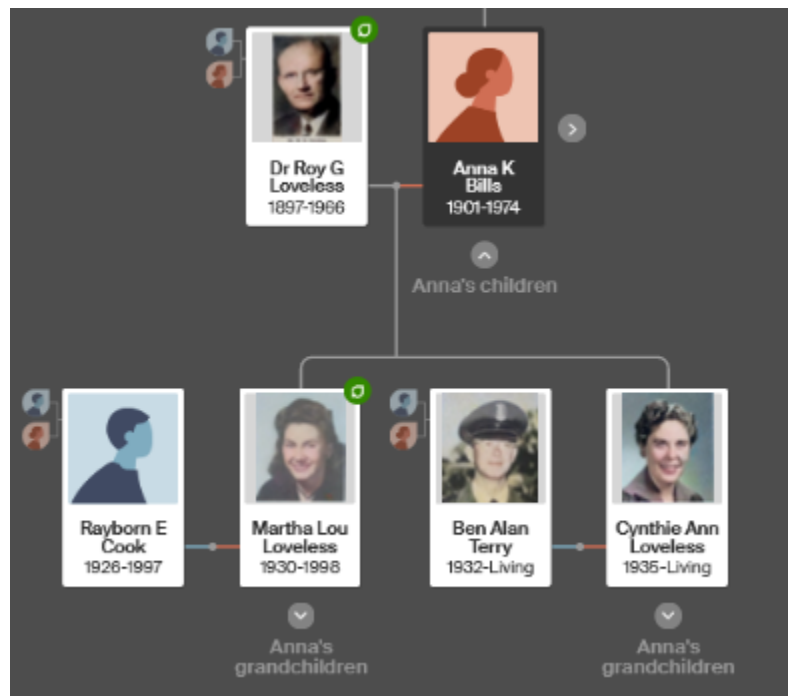 Dr Roy G
Loveless
1897-1966
Anna K
Bills
1901-1974
Anna's children
Rayborn E
Cook
1926-1997
Martha Lou
Loveless
1930-1998
Ben Alan
Terry
1932-Living
Cynthie Ann
Loveless
1935-Living
Anna's
grandchildren
Anna's
grandchildren